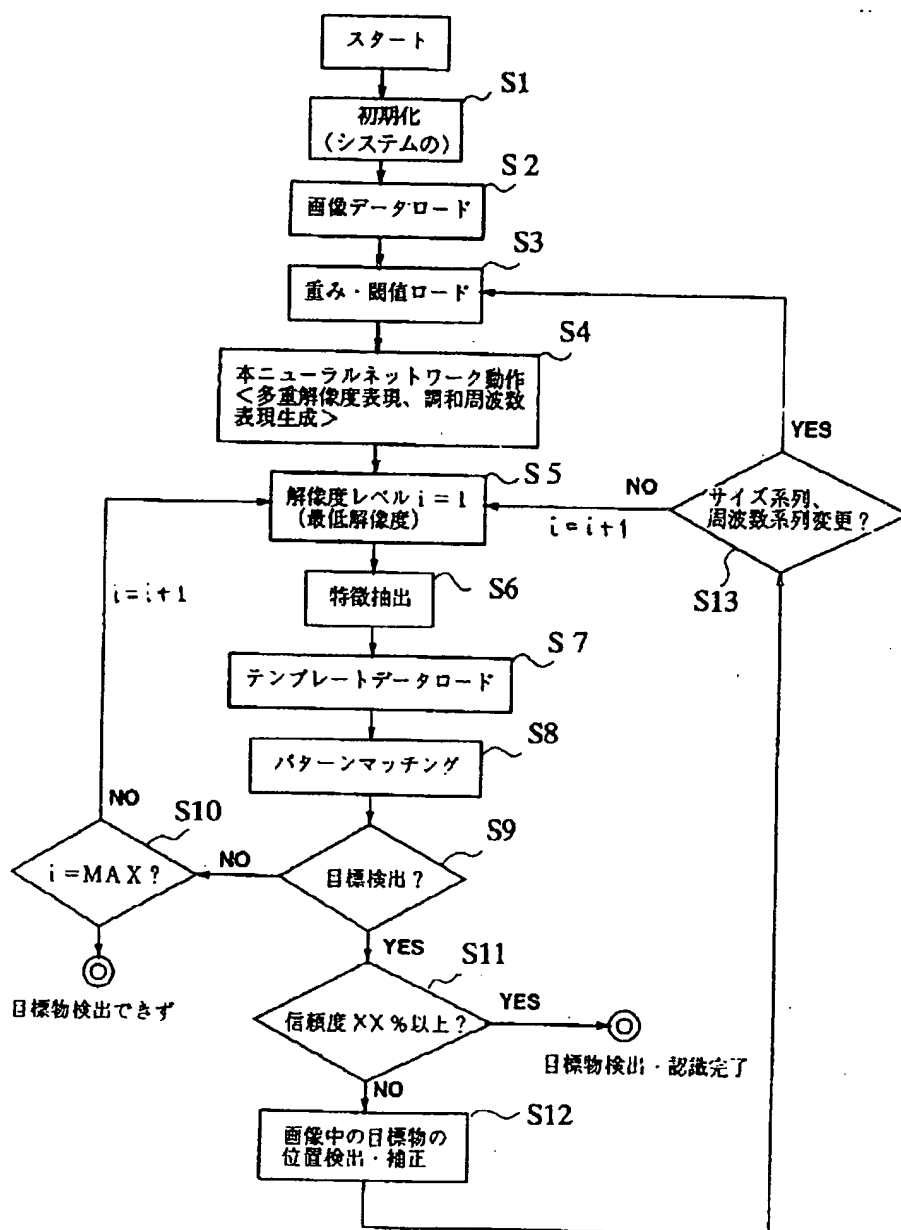 スタート
S1
初期化
(システムの)
S2
画像データロード
S3
重み・閾値ロード
S4
本ニューラルネットワーク動作
<多重解像度表現、調和周波数
表現生成>
YES
S5
解像度レベル i = 1
(最低解像度)
NO
i=i+1
サイズ系列、
周波数系列変更?
S13
i=i+1
S6
特徴抽出
S7
テンプレートデータロード
S8
パターンマッチング
NO
S10
i=MAX?
NO
S9
目標検出?
YES
目標物検出できず
S11
信頼度XX%以上?
YES
目標物検出・認識完了
NO
S12
画像中の目標物の
位置検出・補正